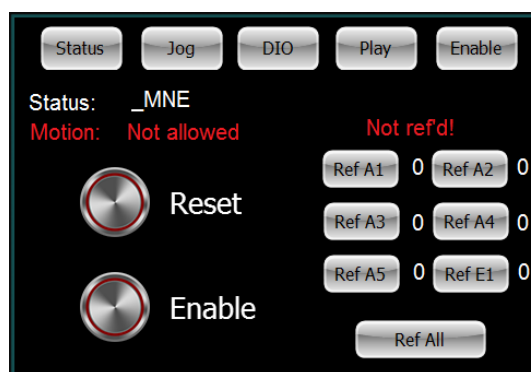 Status Jog DIO Play Enable
Status: _MNE
Motion: Not allowed
Not ref'd!
Ref A1 0 Ref A2 0
Reset
Ref A3 0 Ref A4 0
Ref A5 0 Ref E1 0
Enable
Ref All